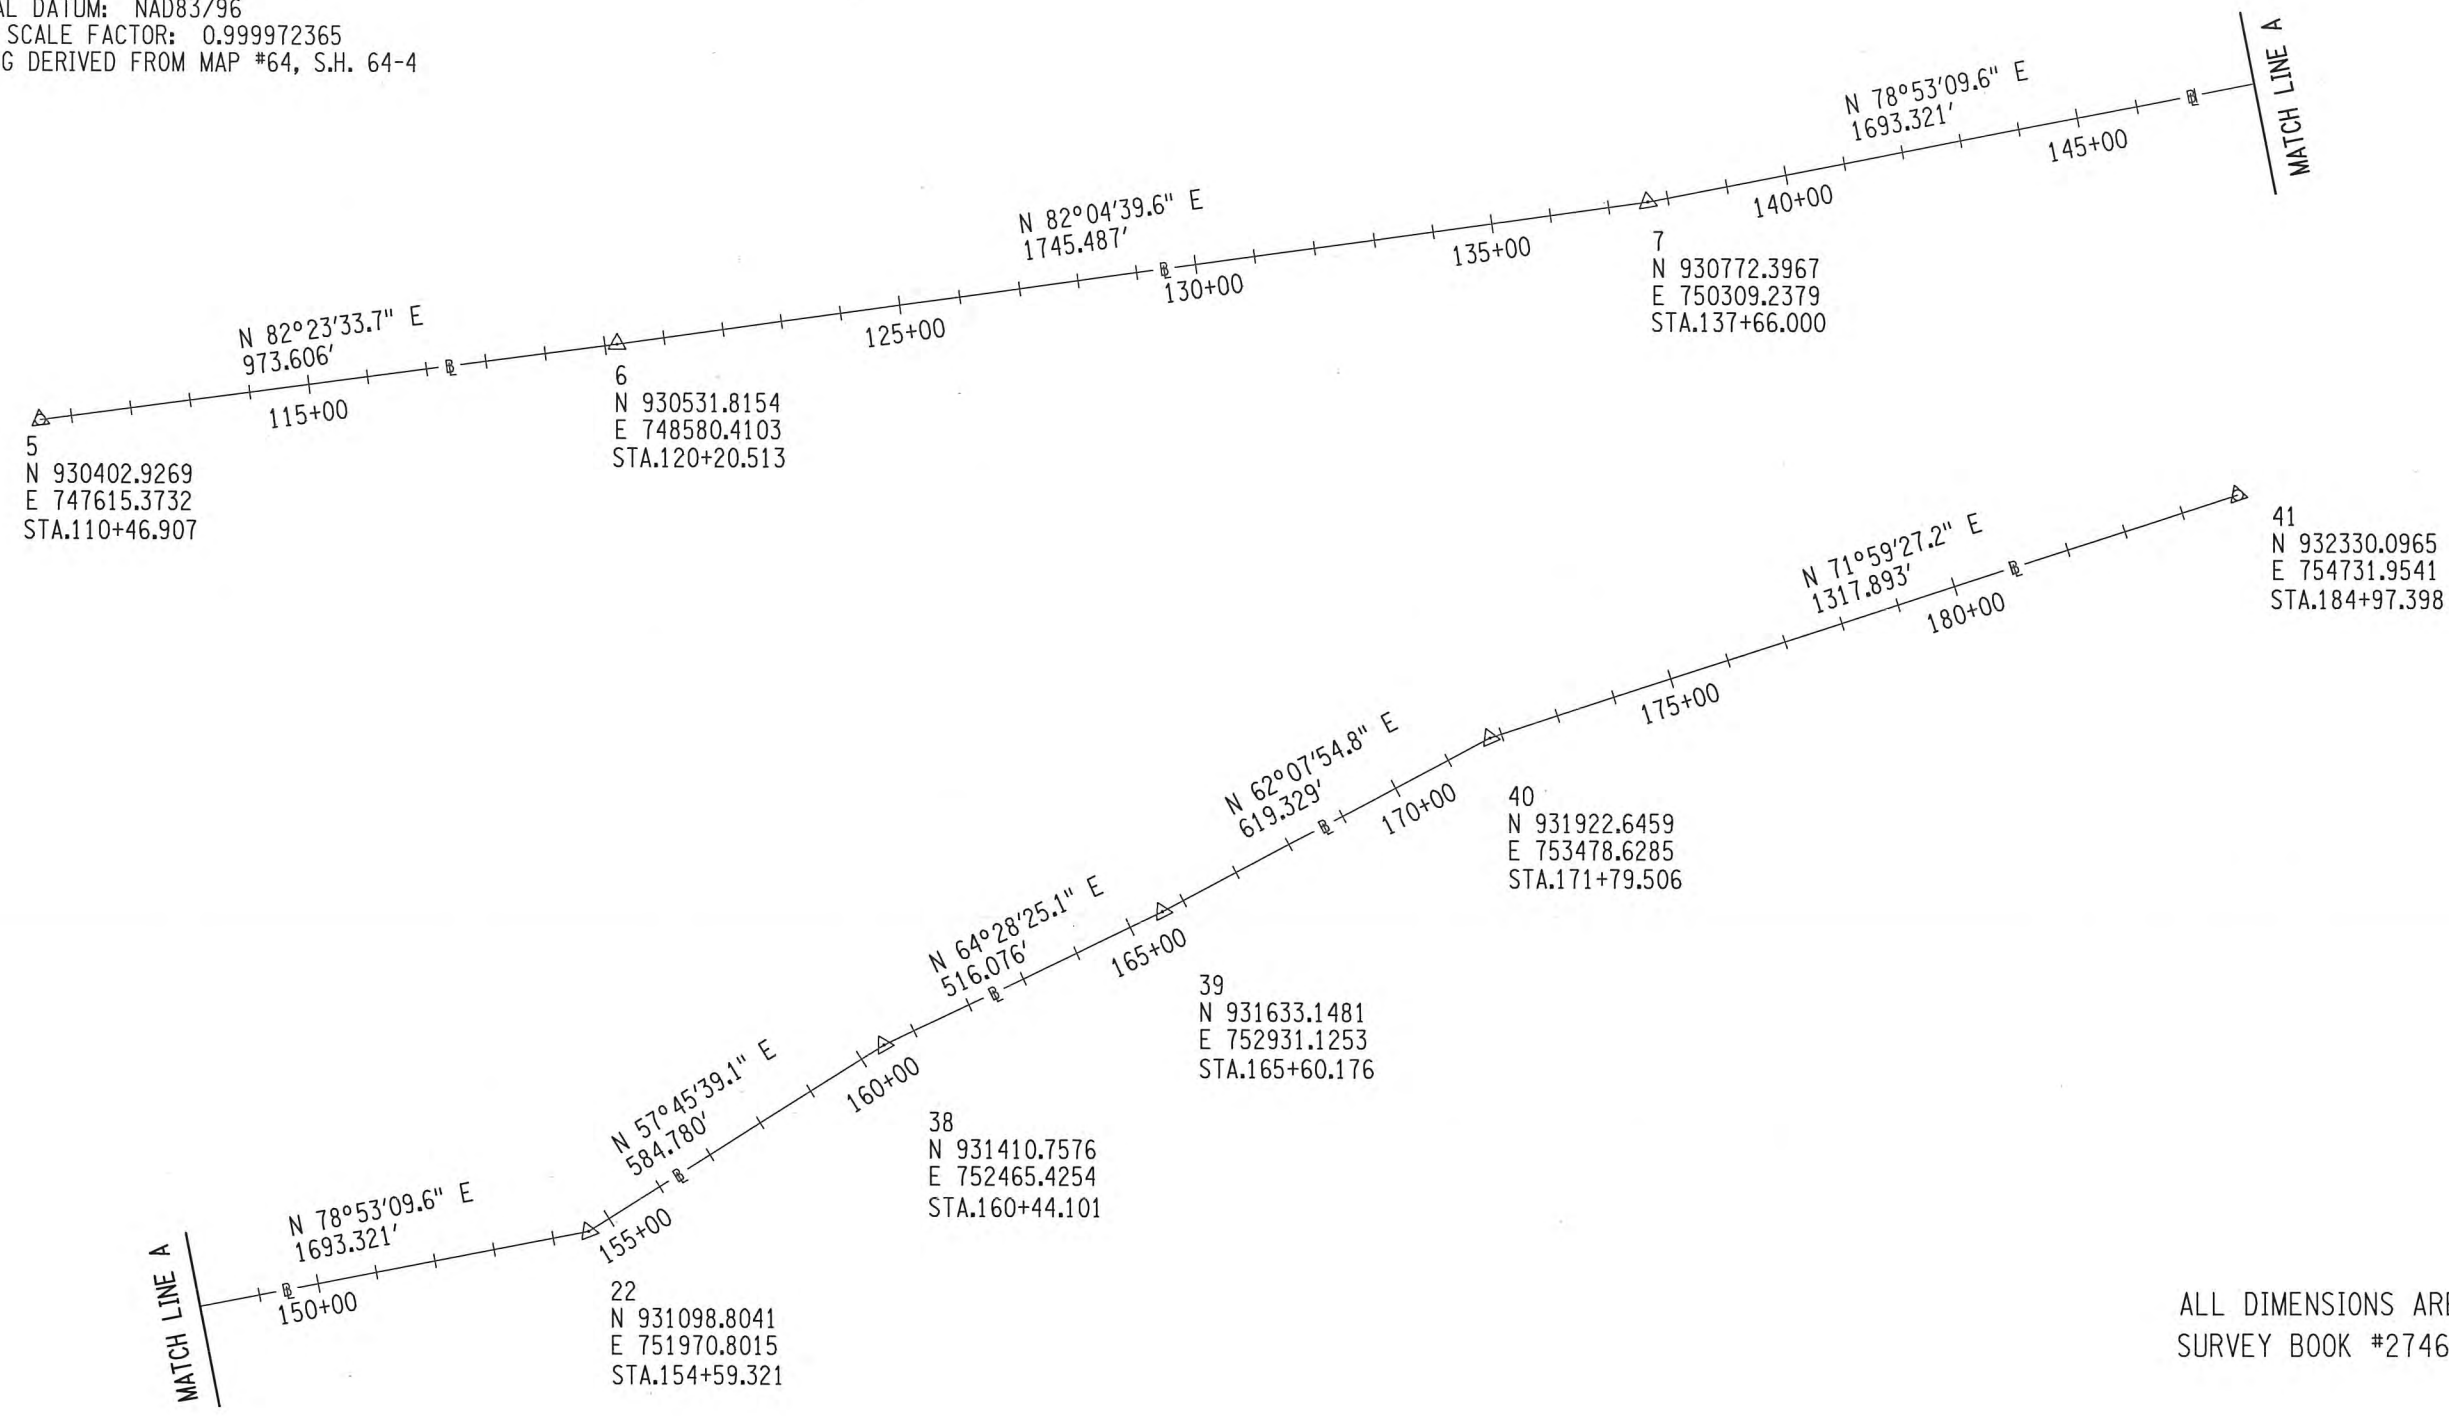 DATUM: NAD83/96
SCALE FACTOR: 0.999972365
DERIVED FROM MAP #64, S.H. 64-4
N 82°23'33.7" E
973.606'
115+00
5
N 930402.9269
E 747615.3732
STA.110+46.907
6
N 930531.8154
E 748580.4103
STA.120+20.513
125+00
N 82°04'39.6" E
1745.487'
130+00
135+00
7
N 930772.3967
E 750309.2379
STA.137+66.000
140+00
N 78°53'09.6" E
1693.321'
145+00
MATCH LINE A
MATCH LINE A
N 78°53'09.6" E
1693.321'
150+00
22
N 931098.8041
E 751970.8015
STA.154+59.321
155+00
N 57°45'39.1" E
584.780'
160+00
38
N 931410.7576
E 752465.4254
STA.160+44.101
N 64°28'25.1" E
516.076'
165+00
39
N 931633.1481
E 752931.1253
STA.165+60.176
N 62°07'54.8" E
619.329'
170+00
40
N 931922.6459
E 753478.6285
STA.171+79.506
175+00
N 71°59'27.2" E
1317.893'
180+00
41
N 932330.0965
E 754731.9541
STA.184+97.398
ALL DIMENSIONS ARE
SURVEY BOOK #2746